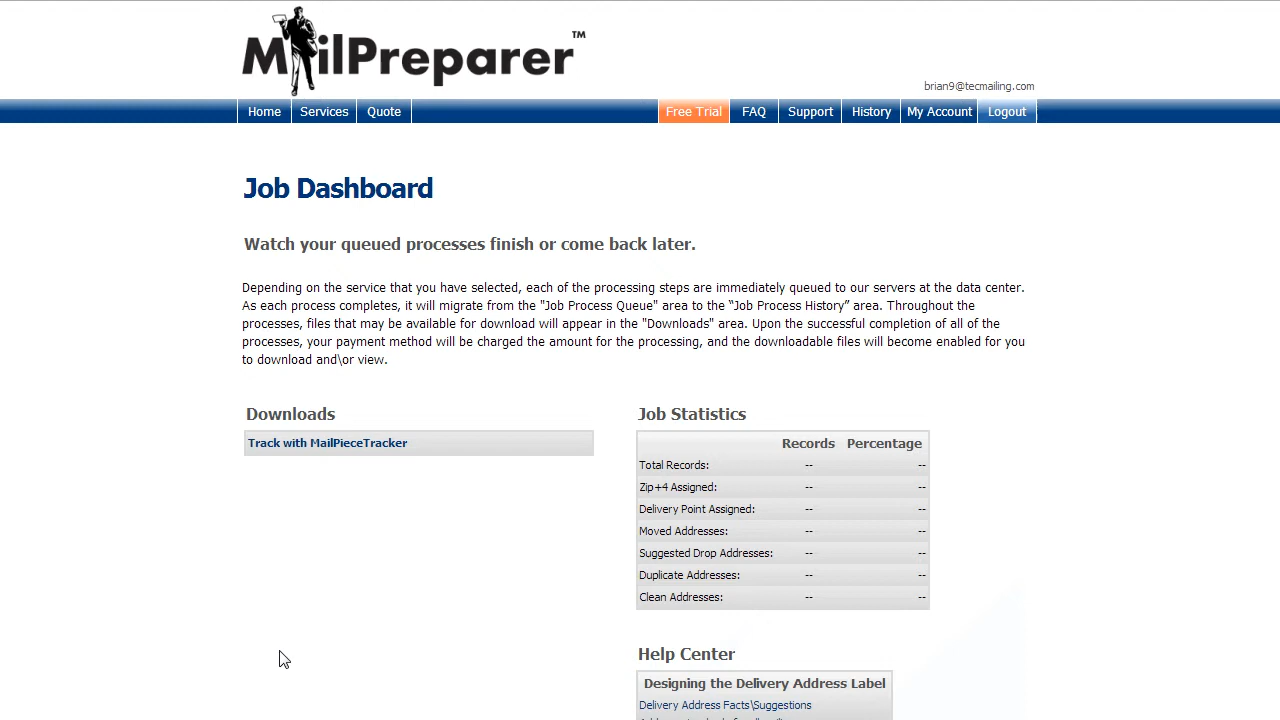 MailPreparer™
brian9@tecmailing.com
Home Services Quote Free Trial FAQ Support History My Account Logout
Job Dashboard
Watch your queued processes finish or come back later.
Depending on the service that you have selected, each of the processing steps are immediately queued to our servers at the data center.
As each process completes, it will migrate from the "Job Process Queue" area to the “Job Process History” area. Throughout the
processes, files that may be available for download will appear in the "Downloads" area. Upon the successful completion of all of the
processes, your payment method will be charged the amount for the processing, and the downloadable files will become enabled for you
to download and\or view.
Downloads
Track with MailPieceTracker
Job Statistics
Records Percentage
Total Records: -- --
Zip+4 Assigned: -- --
Delivery Point Assigned: -- --
Moved Addresses: -- --
Suggested Drop Addresses: -- --
Duplicate Addresses: -- --
Clean Addresses: -- --
Help Center
Designing the Delivery Address Label
Delivery Address Facts\Suggestions